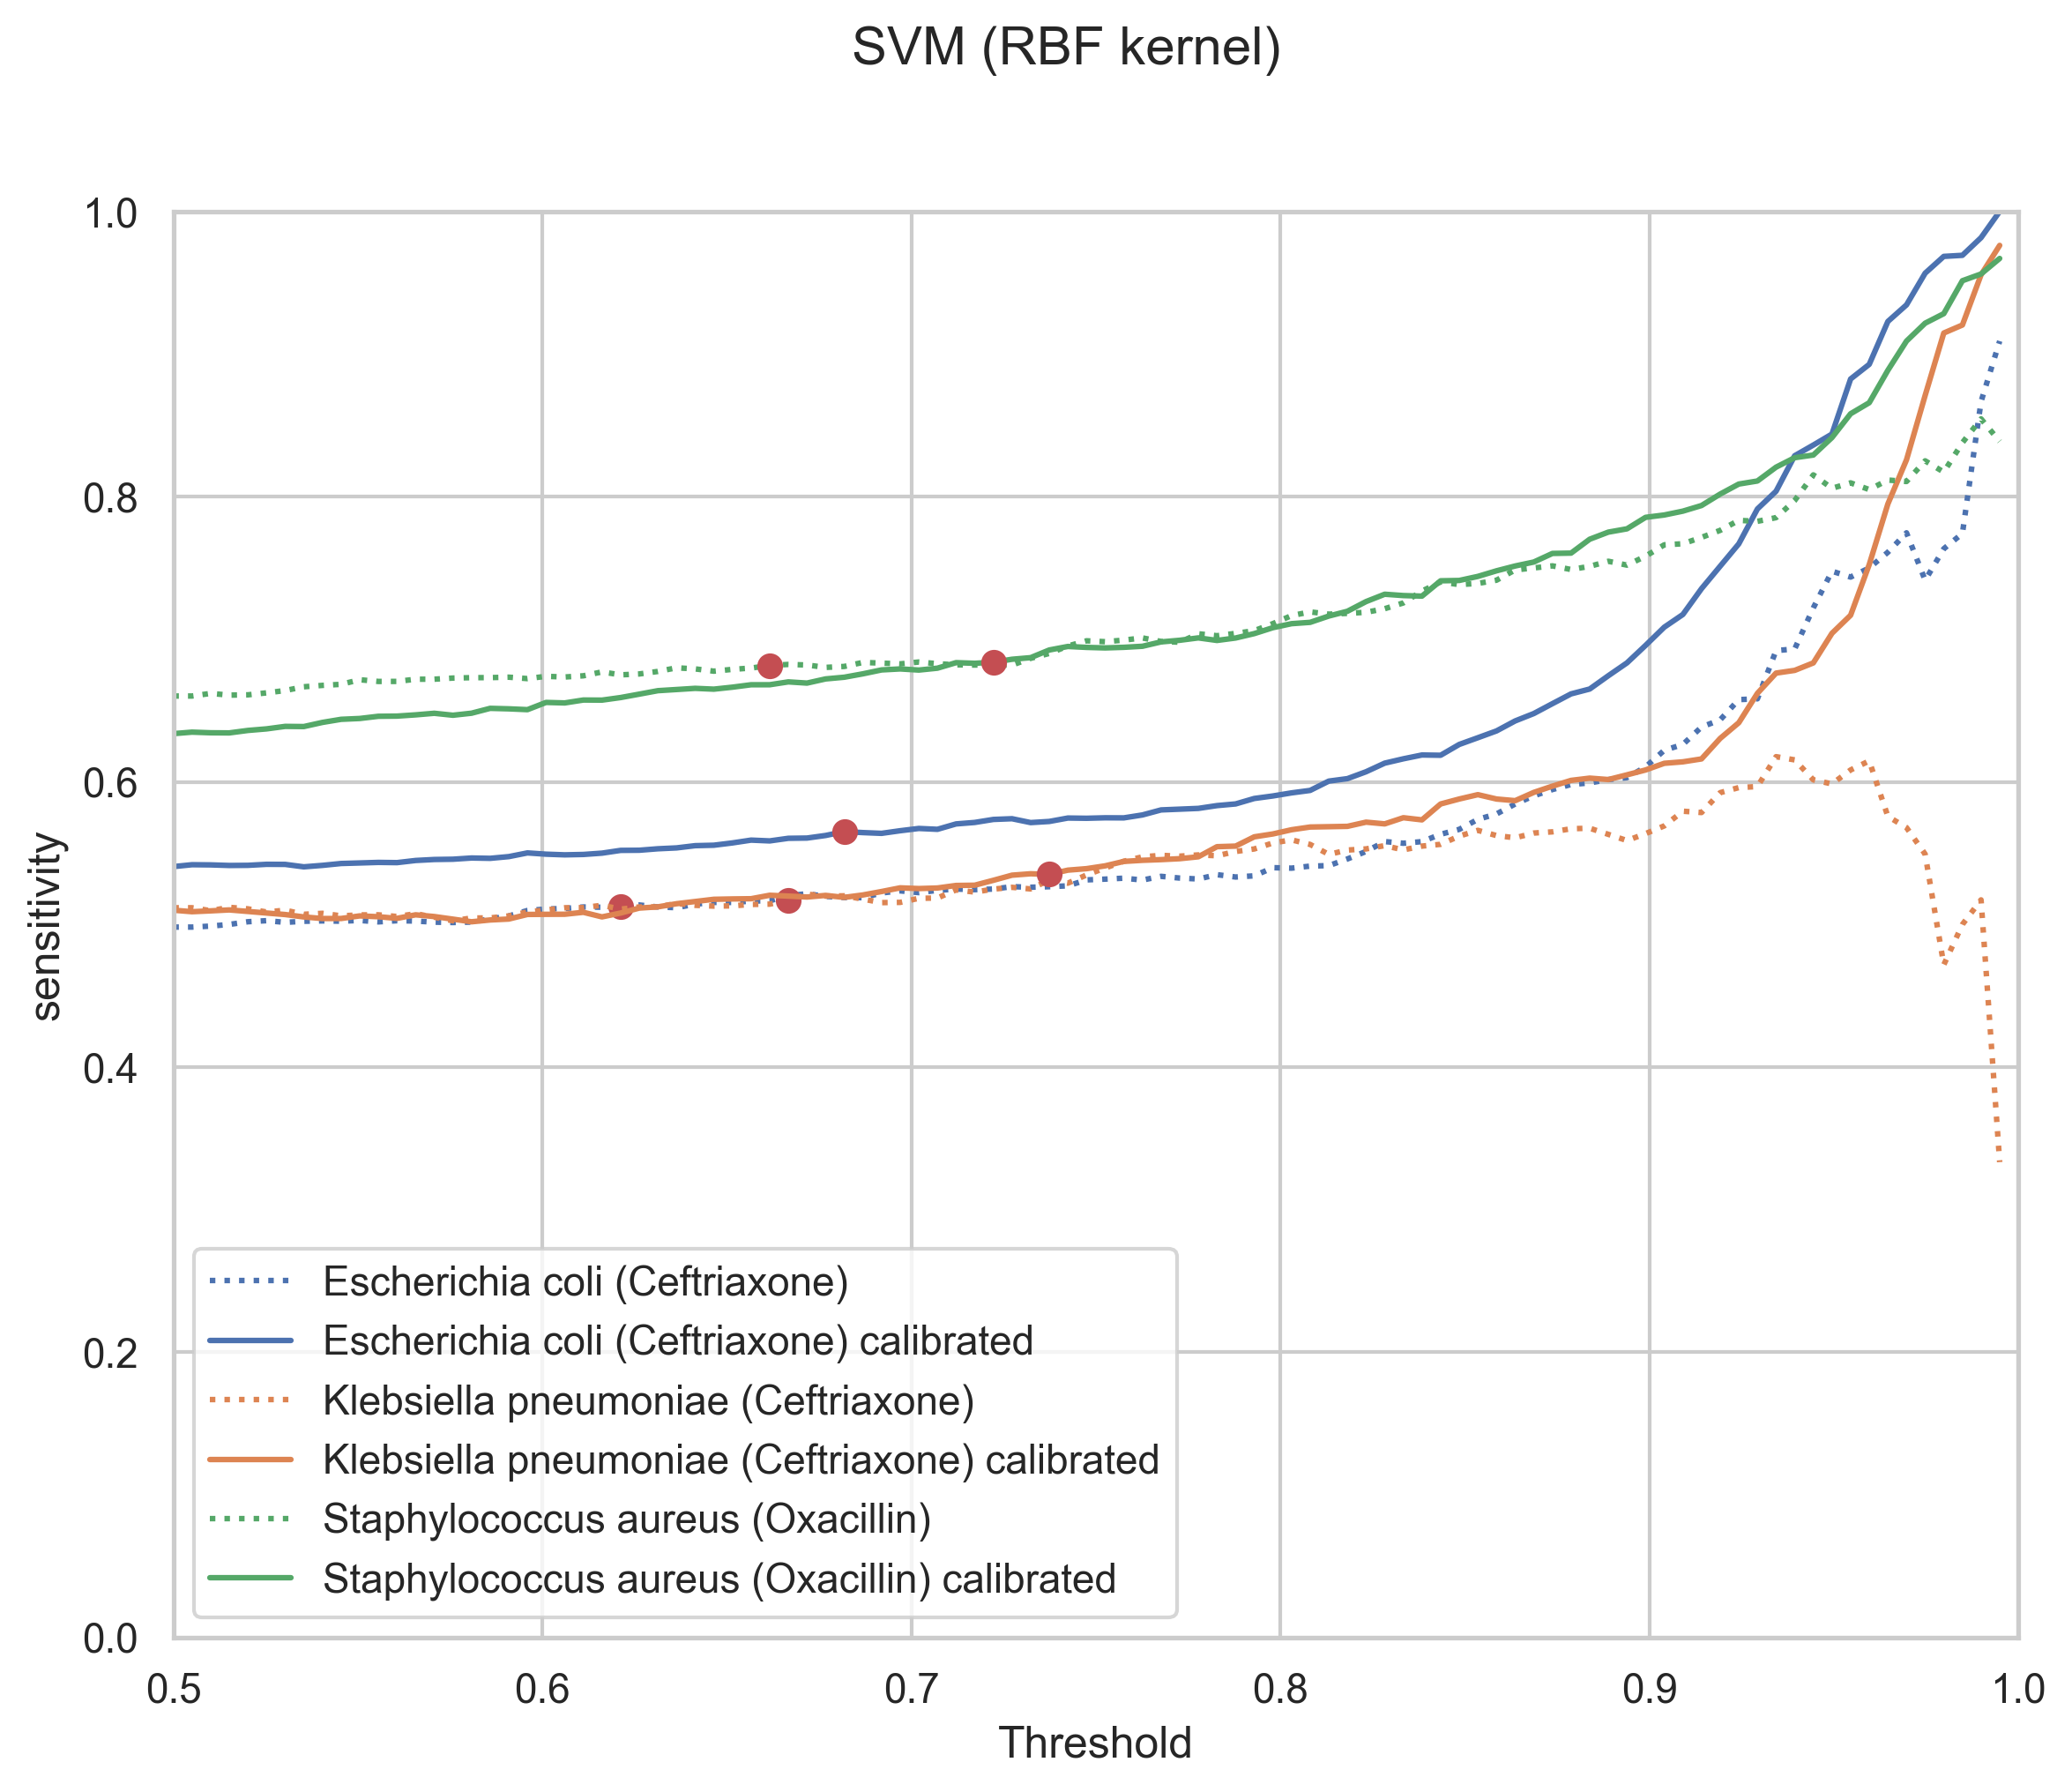 SVM (RBF kernel)
1.0
0.8
0.6
0.4
0.2
0.0
sensitivity
Escherichia coli (Ceftriaxone)
Escherichia coli (Ceftriaxone) calibrated
Klebsiella pneumoniae (Ceftriaxone)
Klebsiella pneumoniae (Ceftriaxone) calibrated
Staphylococcus aureus (Oxacillin)
Staphylococcus aureus (Oxacillin) calibrated
0.5 0.6 0.7 0.8 0.9 1.0
Threshold